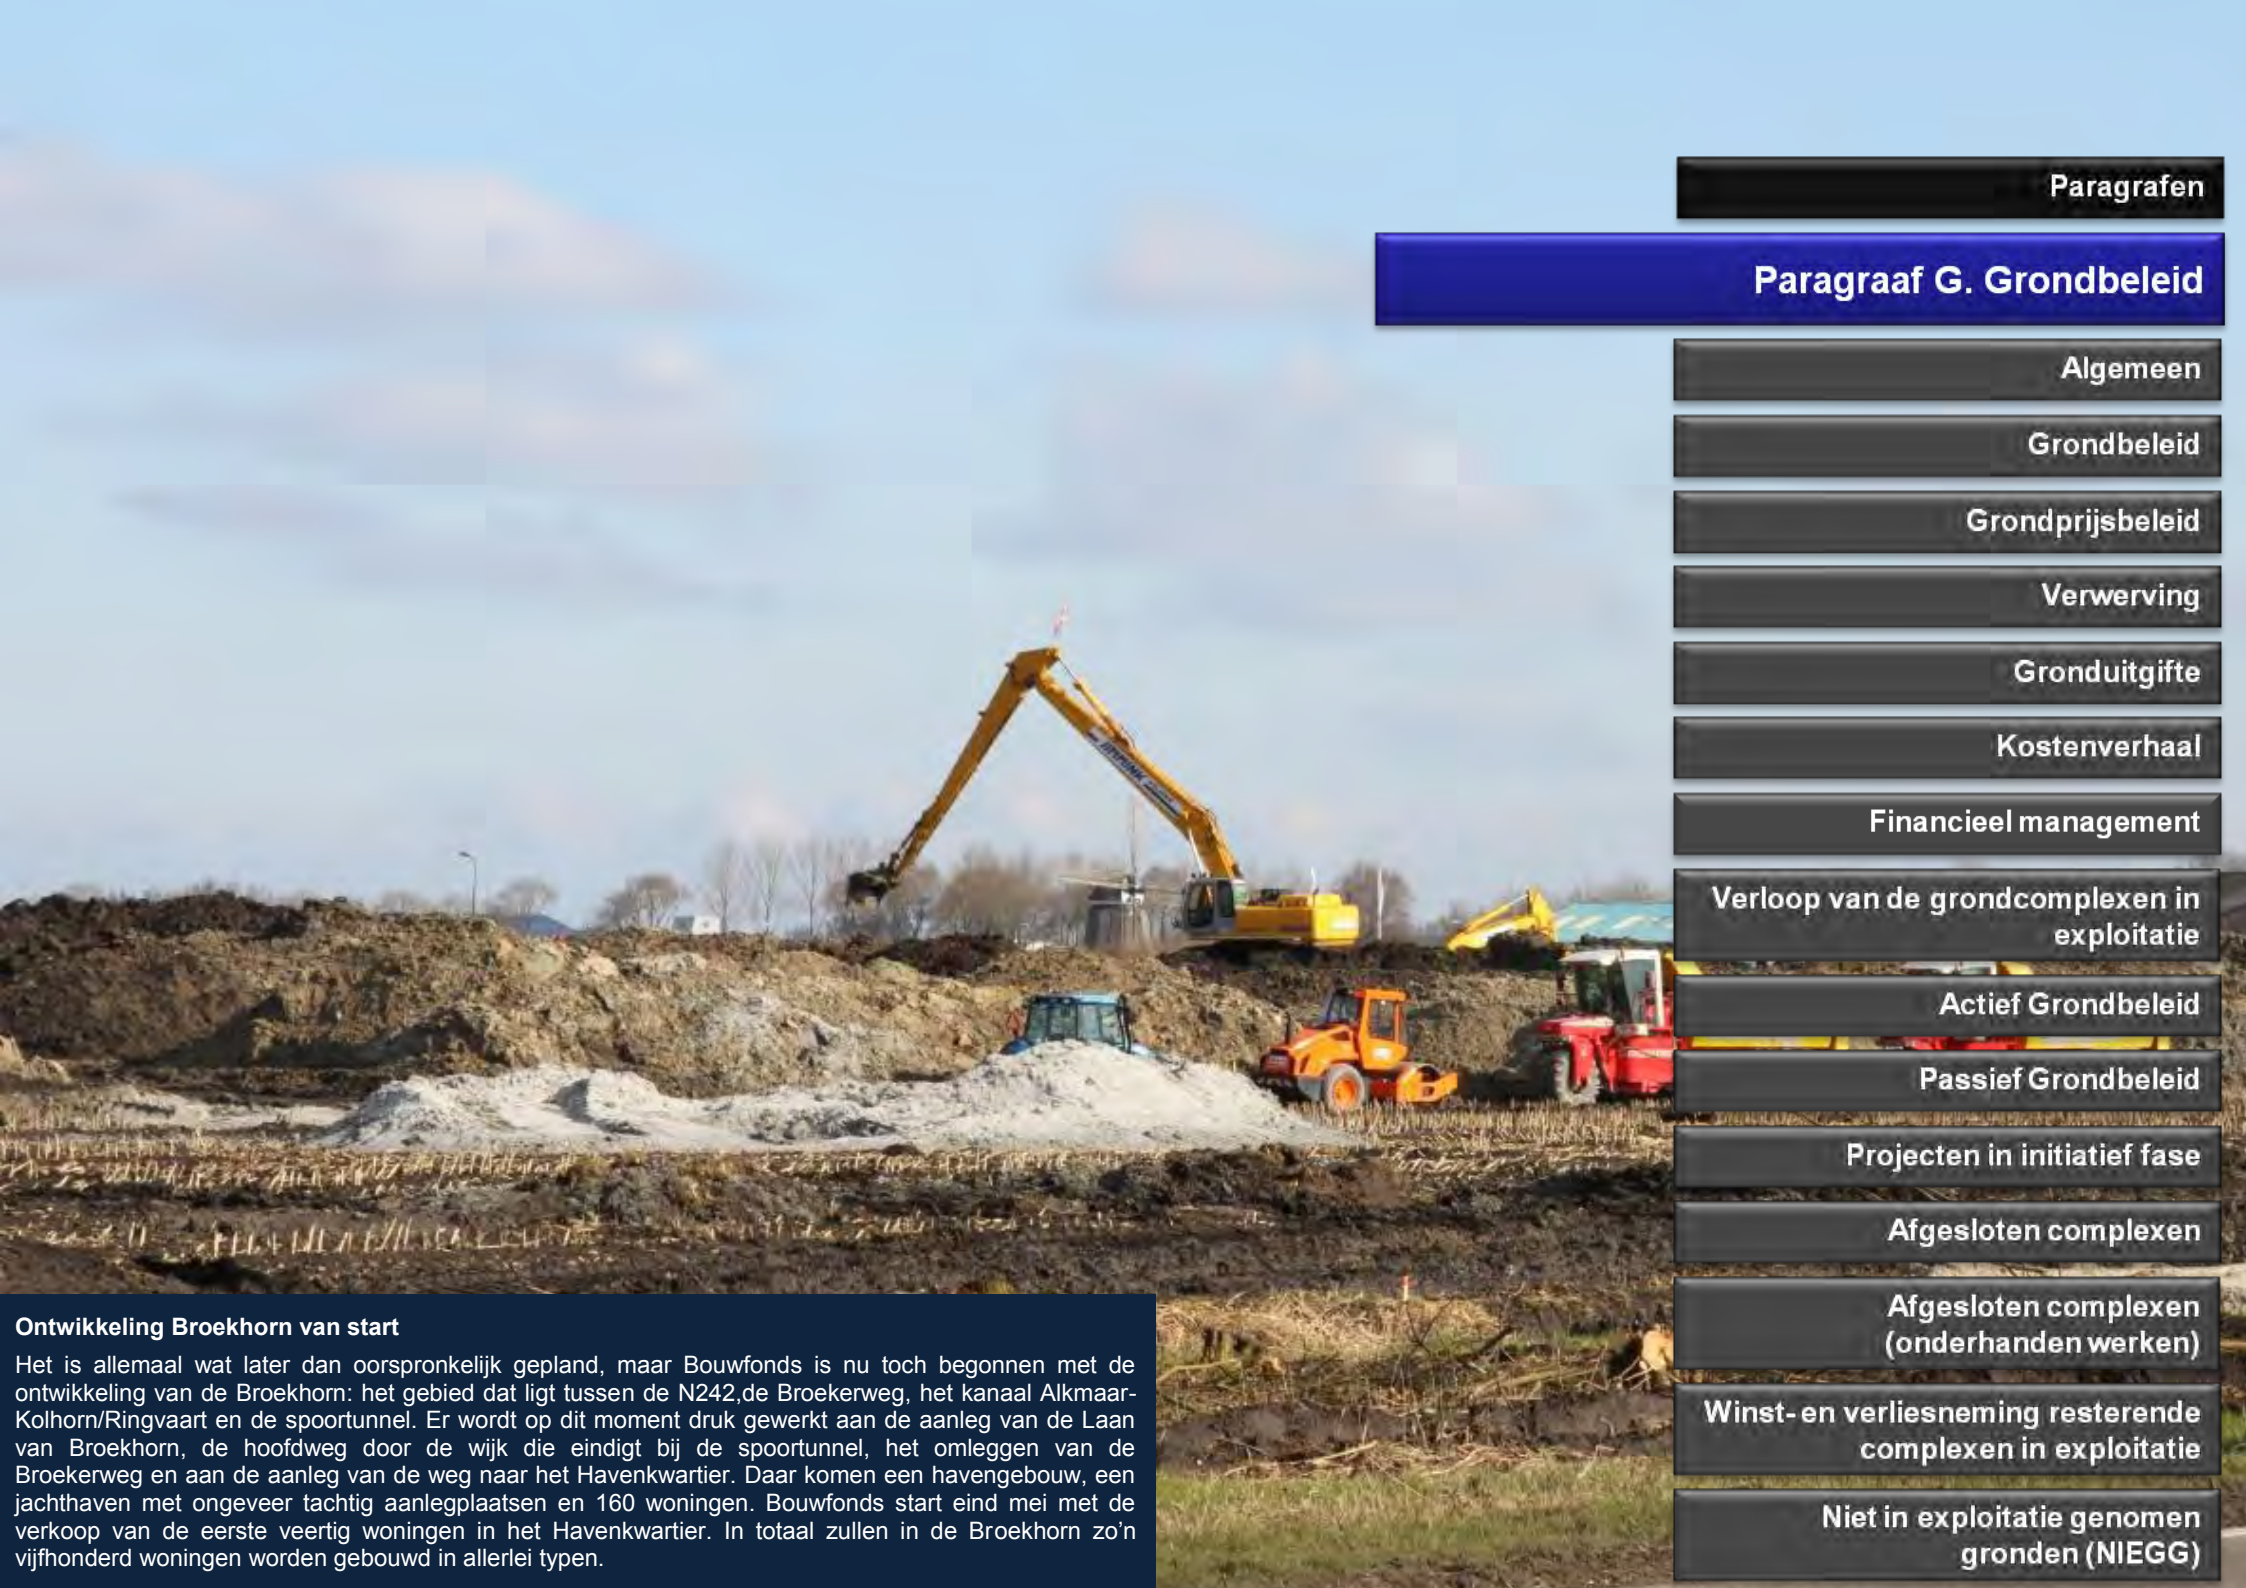 Paragrafen
Paragraaf G. Grondbeleid
Algemeen
Grondbeleid
Grondprijsbeleid
Verwerving
Gronduitgifte
Kostenverhaal
Financieel management
Verloop van de grondcomplexen in
exploitatie
Actief Grondbeleid
Passief Grondbeleid
Projecten in initiatief fase
Afgesloten complexen
Afgesloten complexen
(onderhanden werken)
Winst- en verliesneming resterende
complexen in exploitatie
Niet in exploitatie genomen
gronden (NIEGG)
Ontwikkeling Broekhorn van start
Het is allemaal wat later dan oorspronkelijk gepland, maar Bouwfonds is nu toch begonnen met de
ontwikkeling van de Broekhorn: het gebied dat ligt tussen de N242,de Broekerweg, het kanaal Alkmaar-
Kolhorn/Ringvaart en de spoortunnel. Er wordt op dit moment druk gewerkt aan de aanleg van de Laan
van Broekhorn, de hoofdweg door de wijk die eindigt bij de spoortunnel, het omleggen van de
Broekerweg en aan de aanleg van de weg naar het Havenkwartier. Daar komen een havengebouw, een
jachthaven met ongeveer tachtig aanlegplaatsen en 160 woningen. Bouwfonds start eind mei met de
verkoop van de eerste veertig woningen in het Havenkwartier. In totaal zullen in de Broekhorn zo’n
vijfhonderd woningen worden gebouwd in allerlei typen.